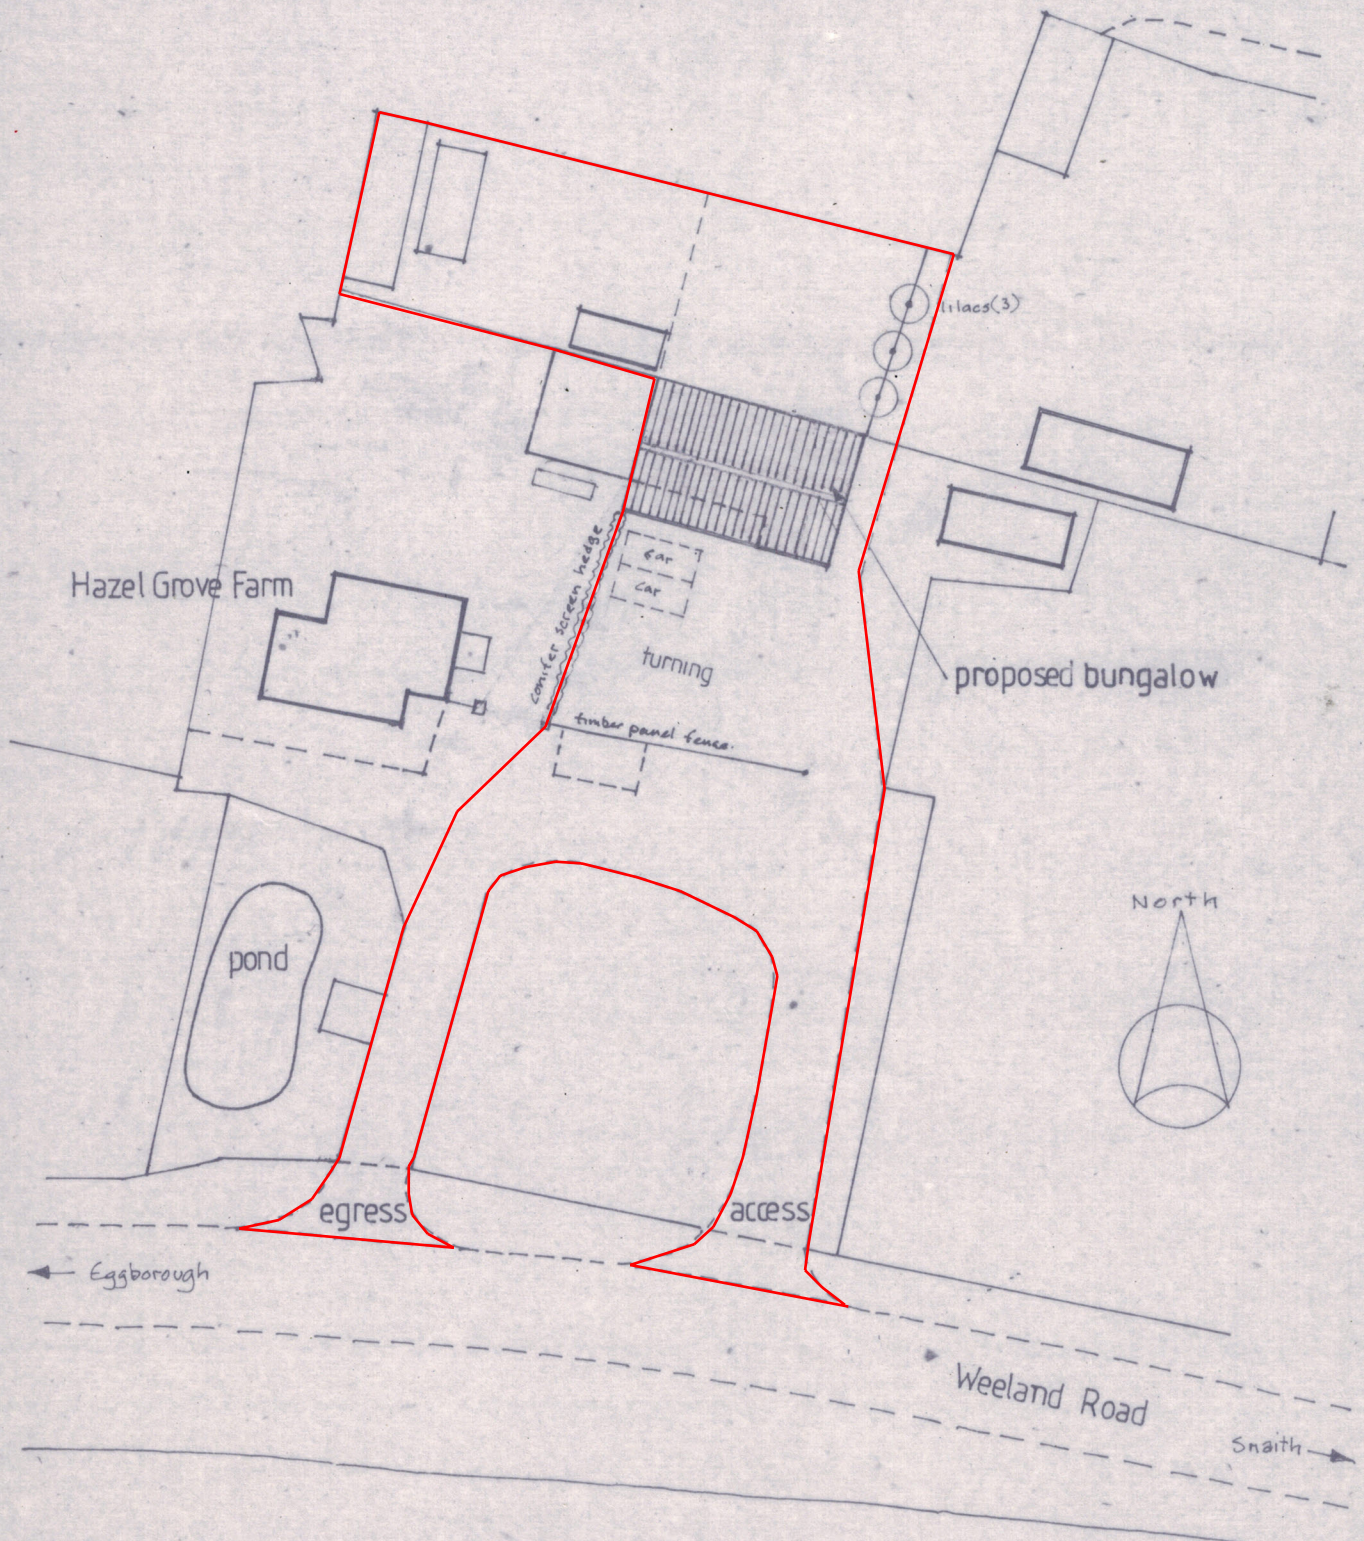 lilacs(3)
car
car
conifer screen hedge
Hazel Grove Farm
turning
proposed bungalow
timber panel fence.
North
pond
egress
access
Eggborough
Weeland Road
Snaith